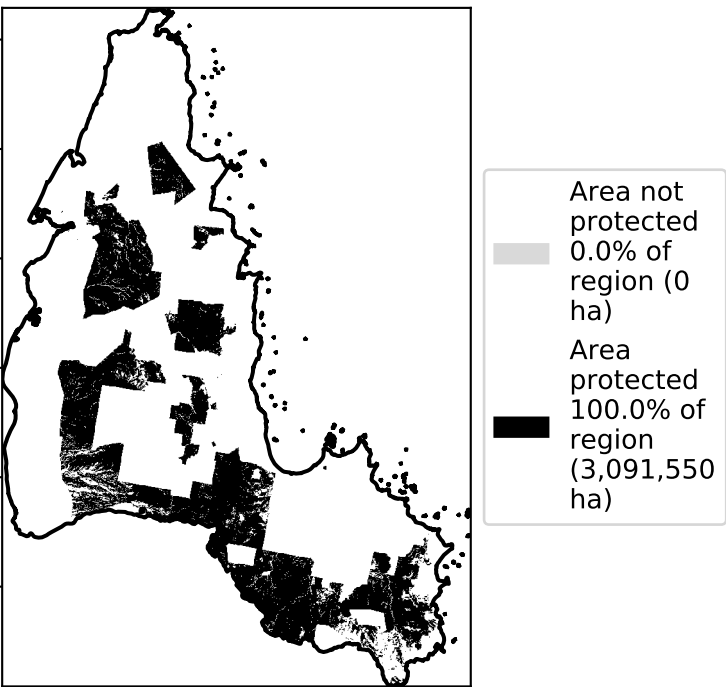 Area not
protected
0.0% of
region (0
ha)
Area
protected
100.0% of
region
(3,091,550
ha)